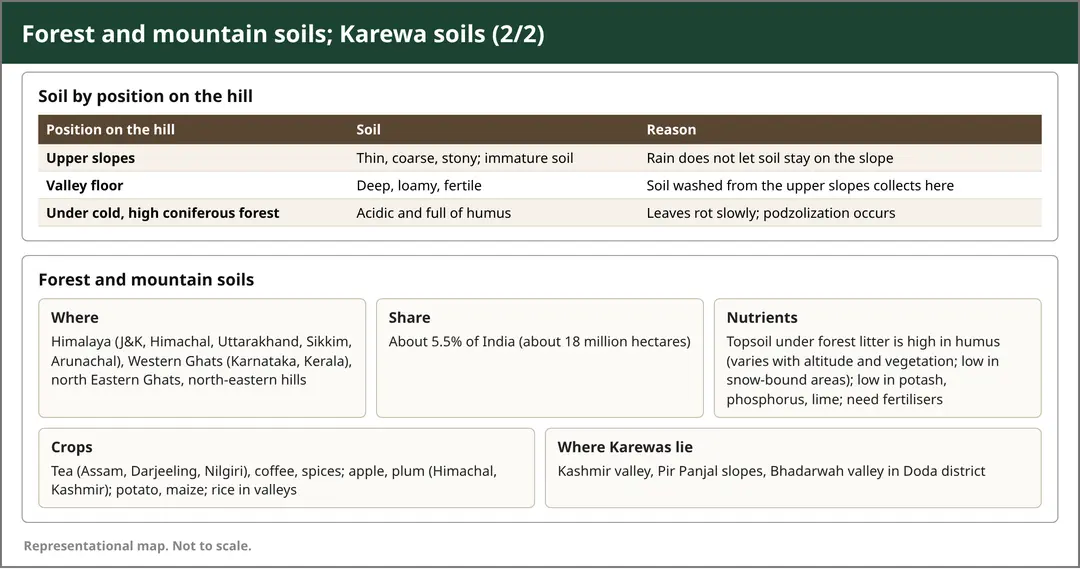 Forest and mountain soils; Karewa soils (2/2)
Soil by position on the hill
Position on the hill Soil Reason
Upper slopes Thin, coarse, stony; immature soil Rain does not let soil stay on the slope
Valley floor Deep, loamy, fertile Soil washed from the upper slopes collects here
Under cold, high coniferous forest Acidic and full of humus Leaves rot slowly; podzolization occurs
Forest and mountain soils
Where
Himalaya (J&K, Himachal, Uttarakhand, Sikkim,
Arunachal), Western Ghats (Karnataka, Kerala),
north Eastern Ghats, north-eastern hills
Share
About 5.5% of India (about 18 million hectares)
Nutrients
Topsoil under forest litter is high in humus
(varies with altitude and vegetation; low in
snow-bound areas); low in potash,
phosphorus, lime; need fertilisers
Crops
Tea (Assam, Darjeeling, Nilgiri), coffee, spices; apple, plum (Himachal,
Kashmir); potato, maize; rice in valleys
Where Karewas lie
Kashmir valley, Pir Panjal slopes, Bhadarwah valley in Doda district
Representational map. Not to scale.